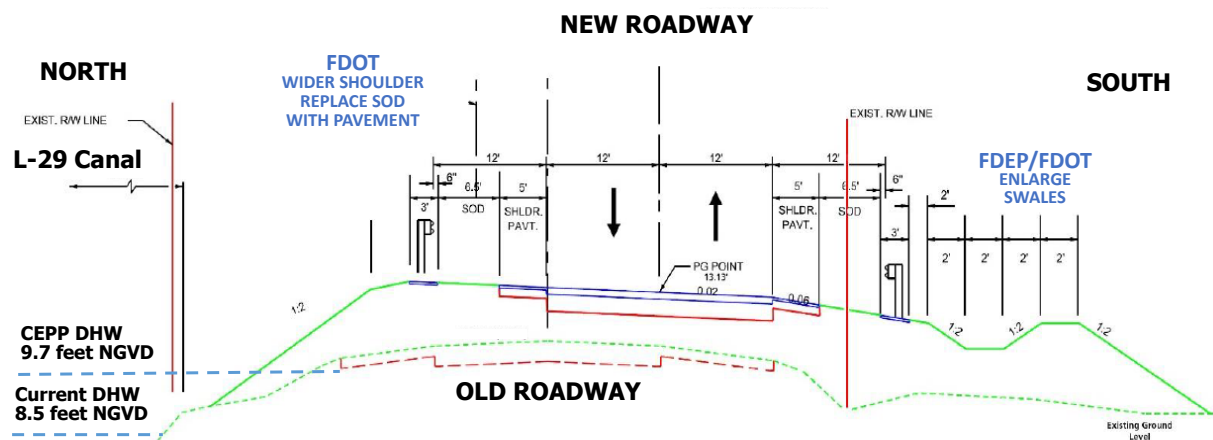 NEW ROADWAY
NORTH
FDOT
WIDER SHOULDER
REPLACE SOD
WITH PAVEMENT
SOUTH
EXIST. R/W LINE
EXIST. R/W LINE
L-29 Canal
FDEP/FDOT
ENLARGE
SWALES
12' 12' 12' 12'
6" 6"
6.5' 5' 5' 6.5' 2'
3' SOD SHLDR. SHLDR. SOD
PAVT. PAVT.
3' 2' 2' 2' 2'
PG POINT
13.13'
0.02 0.06
1:2 1:2 1:2 1:2
CEPP DHW
9.7 feet NGVD
Current DHW
8.5 feet NGVD
OLD ROADWAY
Existing Ground
Level